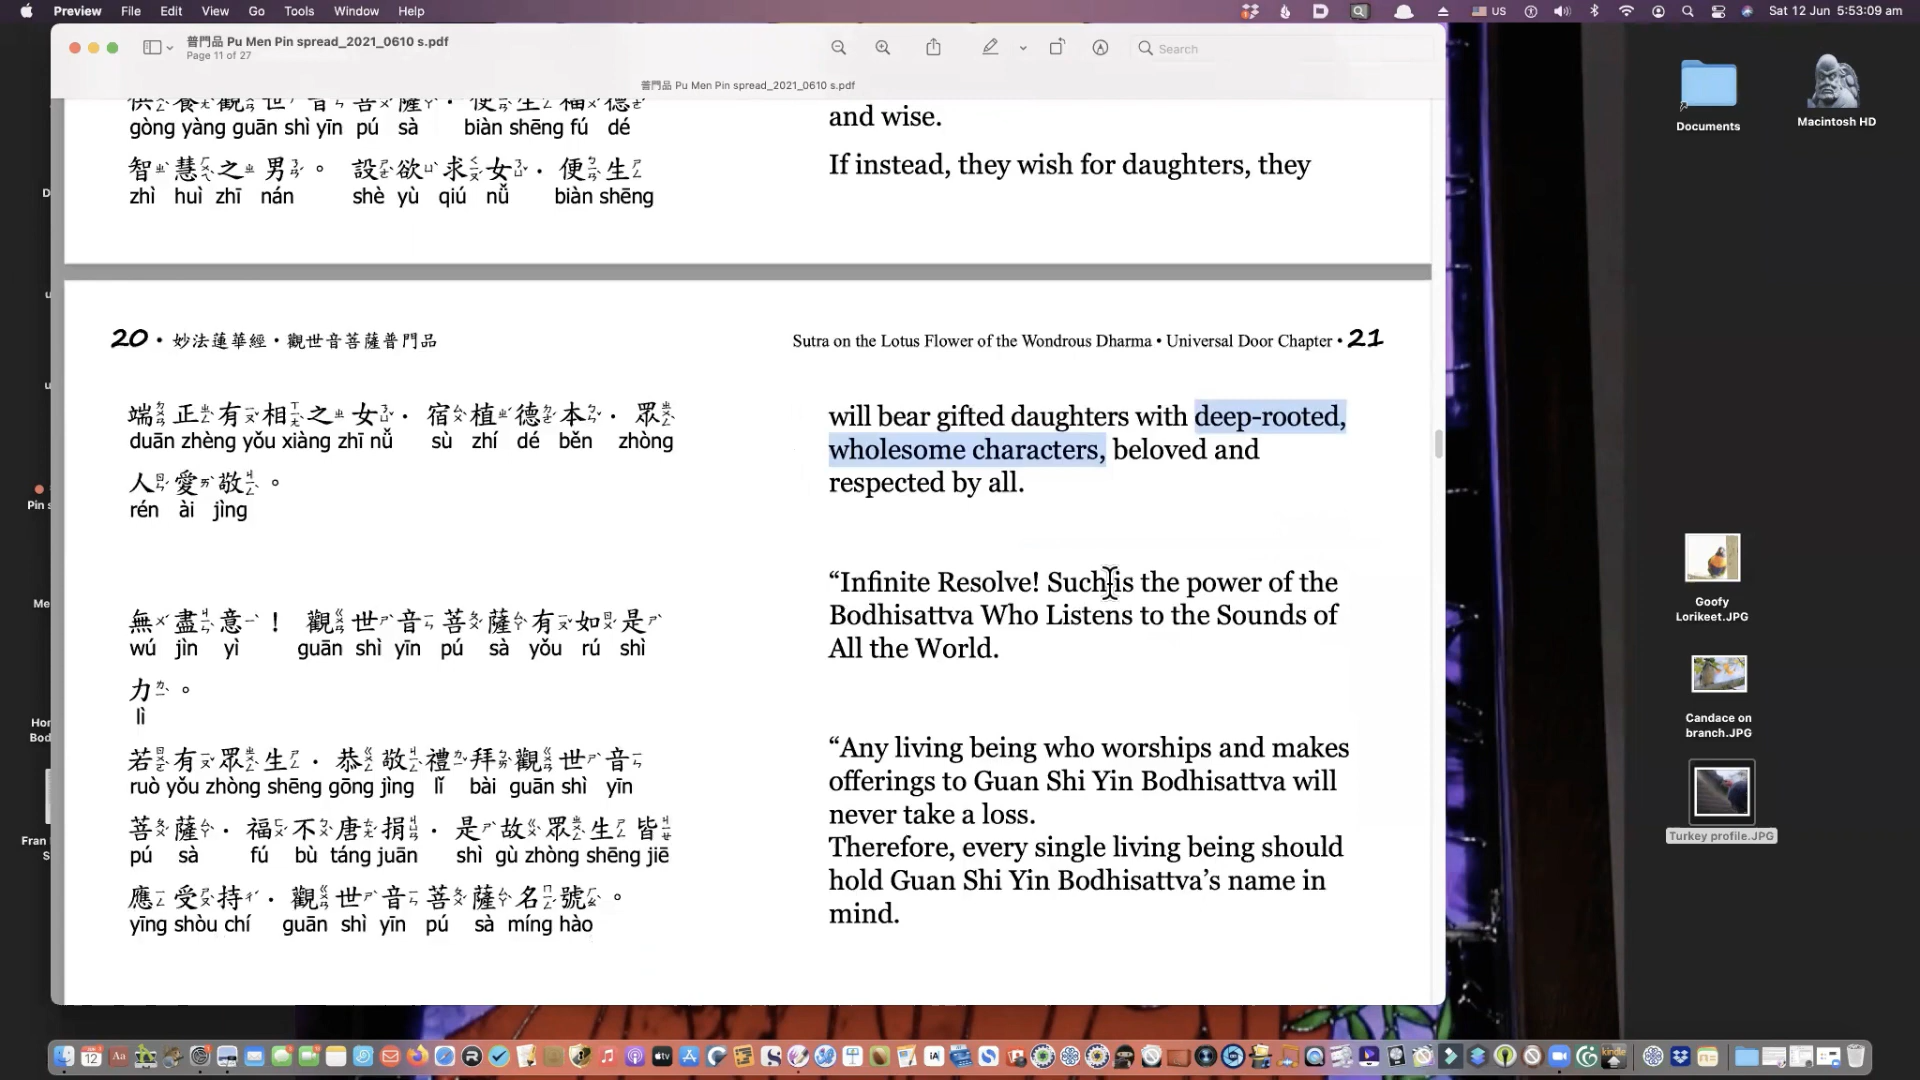 Preview File Edit View Go Tools Window Help
US
Sat 12 Jun 5:53:09 am
普門品 Pu Men Pin spread_2021_0610 s.pdf
Page 11 of 27
Search
普門品 Pu Men Pin spread_2021_0610 s.pdf
供養觀世音菩薩・便生福德
gòng yàng guān shì yīn pú sà biàn shēng fú dé
智慧之男。設欲求女・便生
zhì huì zhī nán shè yù qiú nǚ biàn shēng
and wise.
If instead, they wish for daughters, they
20 • 妙法蓮華經・觀世音菩薩普門品
Sutra on the Lotus Flower of the Wondrous Dharma • Universal Door Chapter • 21
端正有相之女・宿植德本・眾
duān zhèng yǒu xiàng zhī nǚ sù zhí dé běn zhòng
人愛敬。
rén ài jìng
無盡意！觀世音菩薩有如是
wú jìn yì guān shì yīn pú sà yǒu rú shì
力。
lì
若有眾生・恭敬禮拜觀世音
ruò yǒu zhòng shēng gōng jìng lǐ bài guān shì yīn
菩薩・福不唐捐・是故眾生皆
pú sà fú bù táng juān shì gù zhòng shēng jiē
應受持・觀世音菩薩名號。
yīng shòu chí guān shì yīn pú sà míng hào
will bear gifted daughters with deep-rooted,
wholesome characters, beloved and
respected by all.
“Infinite Resolve! Such is the power of the
Bodhisattva Who Listens to the Sounds of
All the World.
“Any living being who worships and makes
offerings to Guan Shi Yin Bodhisattva will
never take a loss.
Therefore, every single living being should
hold Guan Shi Yin Bodhisattva’s name in
mind.
Documents
Macintosh HD
Goofy
Lorikeet.JPG
Candace on
branch.JPG
Turkey profile.JPG